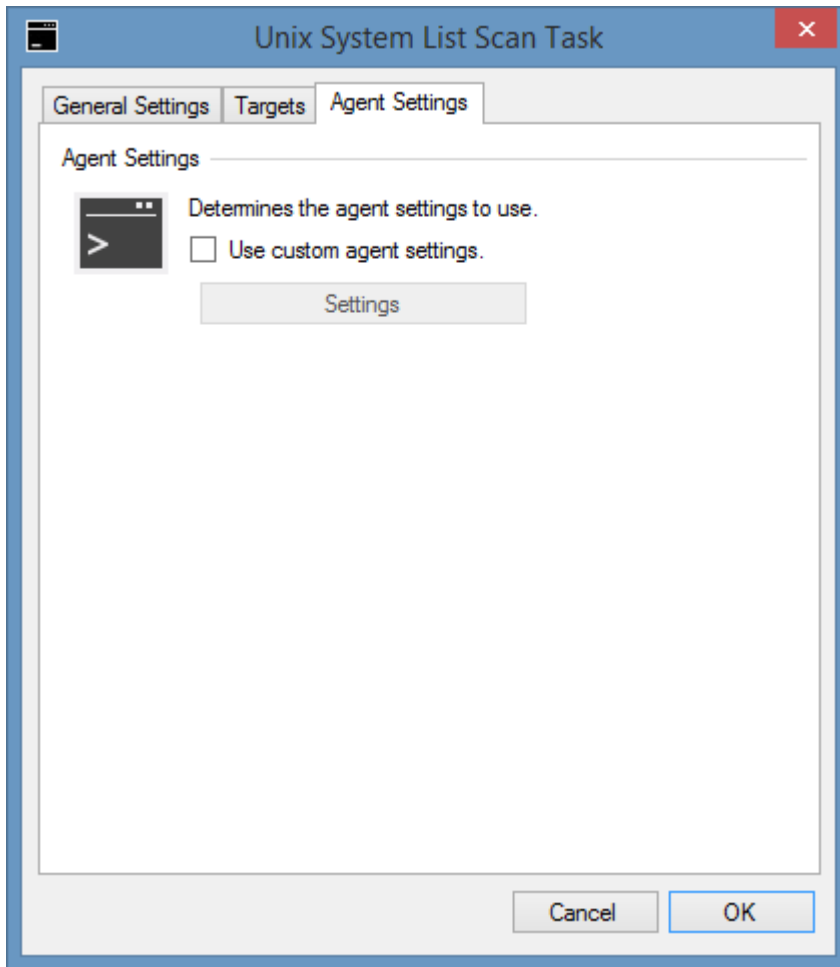 Unix System List Scan Task
General Settings Targets Agent Settings
Agent Settings
Determines the agent settings to use.
Use custom agent settings.
Settings
Cancel OK